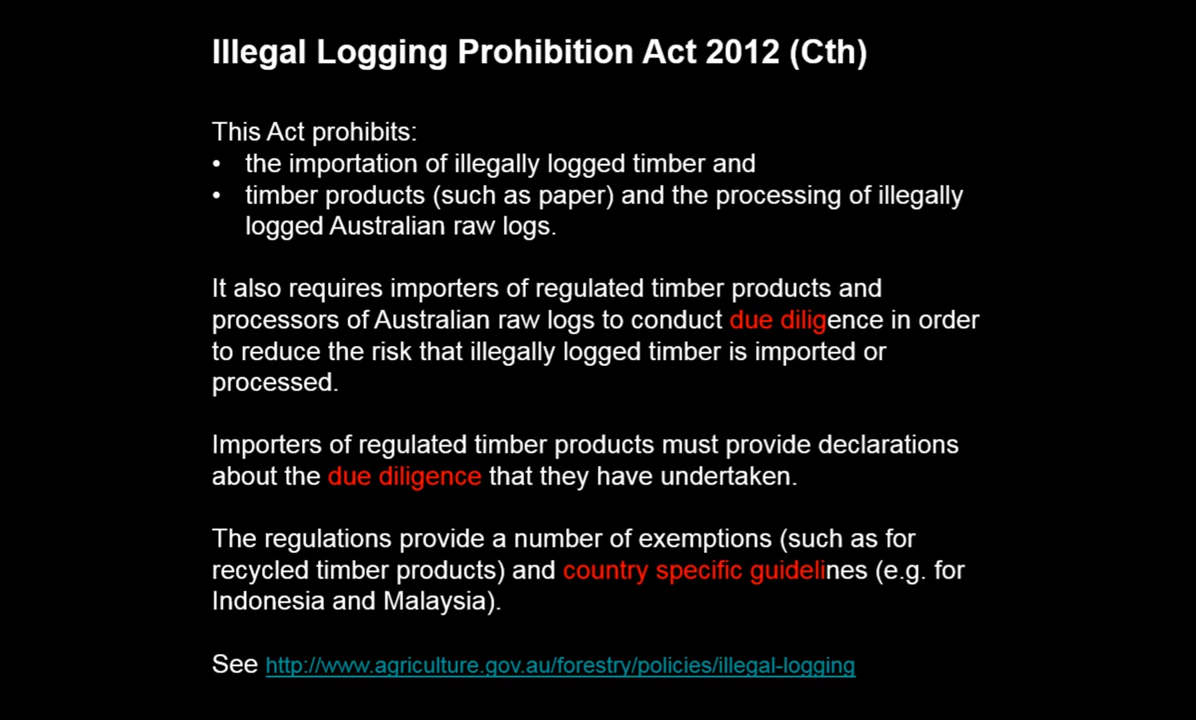 Illegal Logging Prohibition Act 2012 (Cth)
This Act prohibits:
• the importation of illegally logged timber and
• timber products (such as paper) and the processing of illegally
logged Australian raw logs.
It also requires importers of regulated timber products and
processors of Australian raw logs to conduct due diligence in order
to reduce the risk that illegally logged timber is imported or
processed.
Importers of regulated timber products must provide declarations
about the due diligence that they have undertaken.
The regulations provide a number of exemptions (such as for
recycled timber products) and country specific guidelines (e.g. for
Indonesia and Malaysia).
See http://www.agriculture.gov.au/forestry/policies/illegal-logging